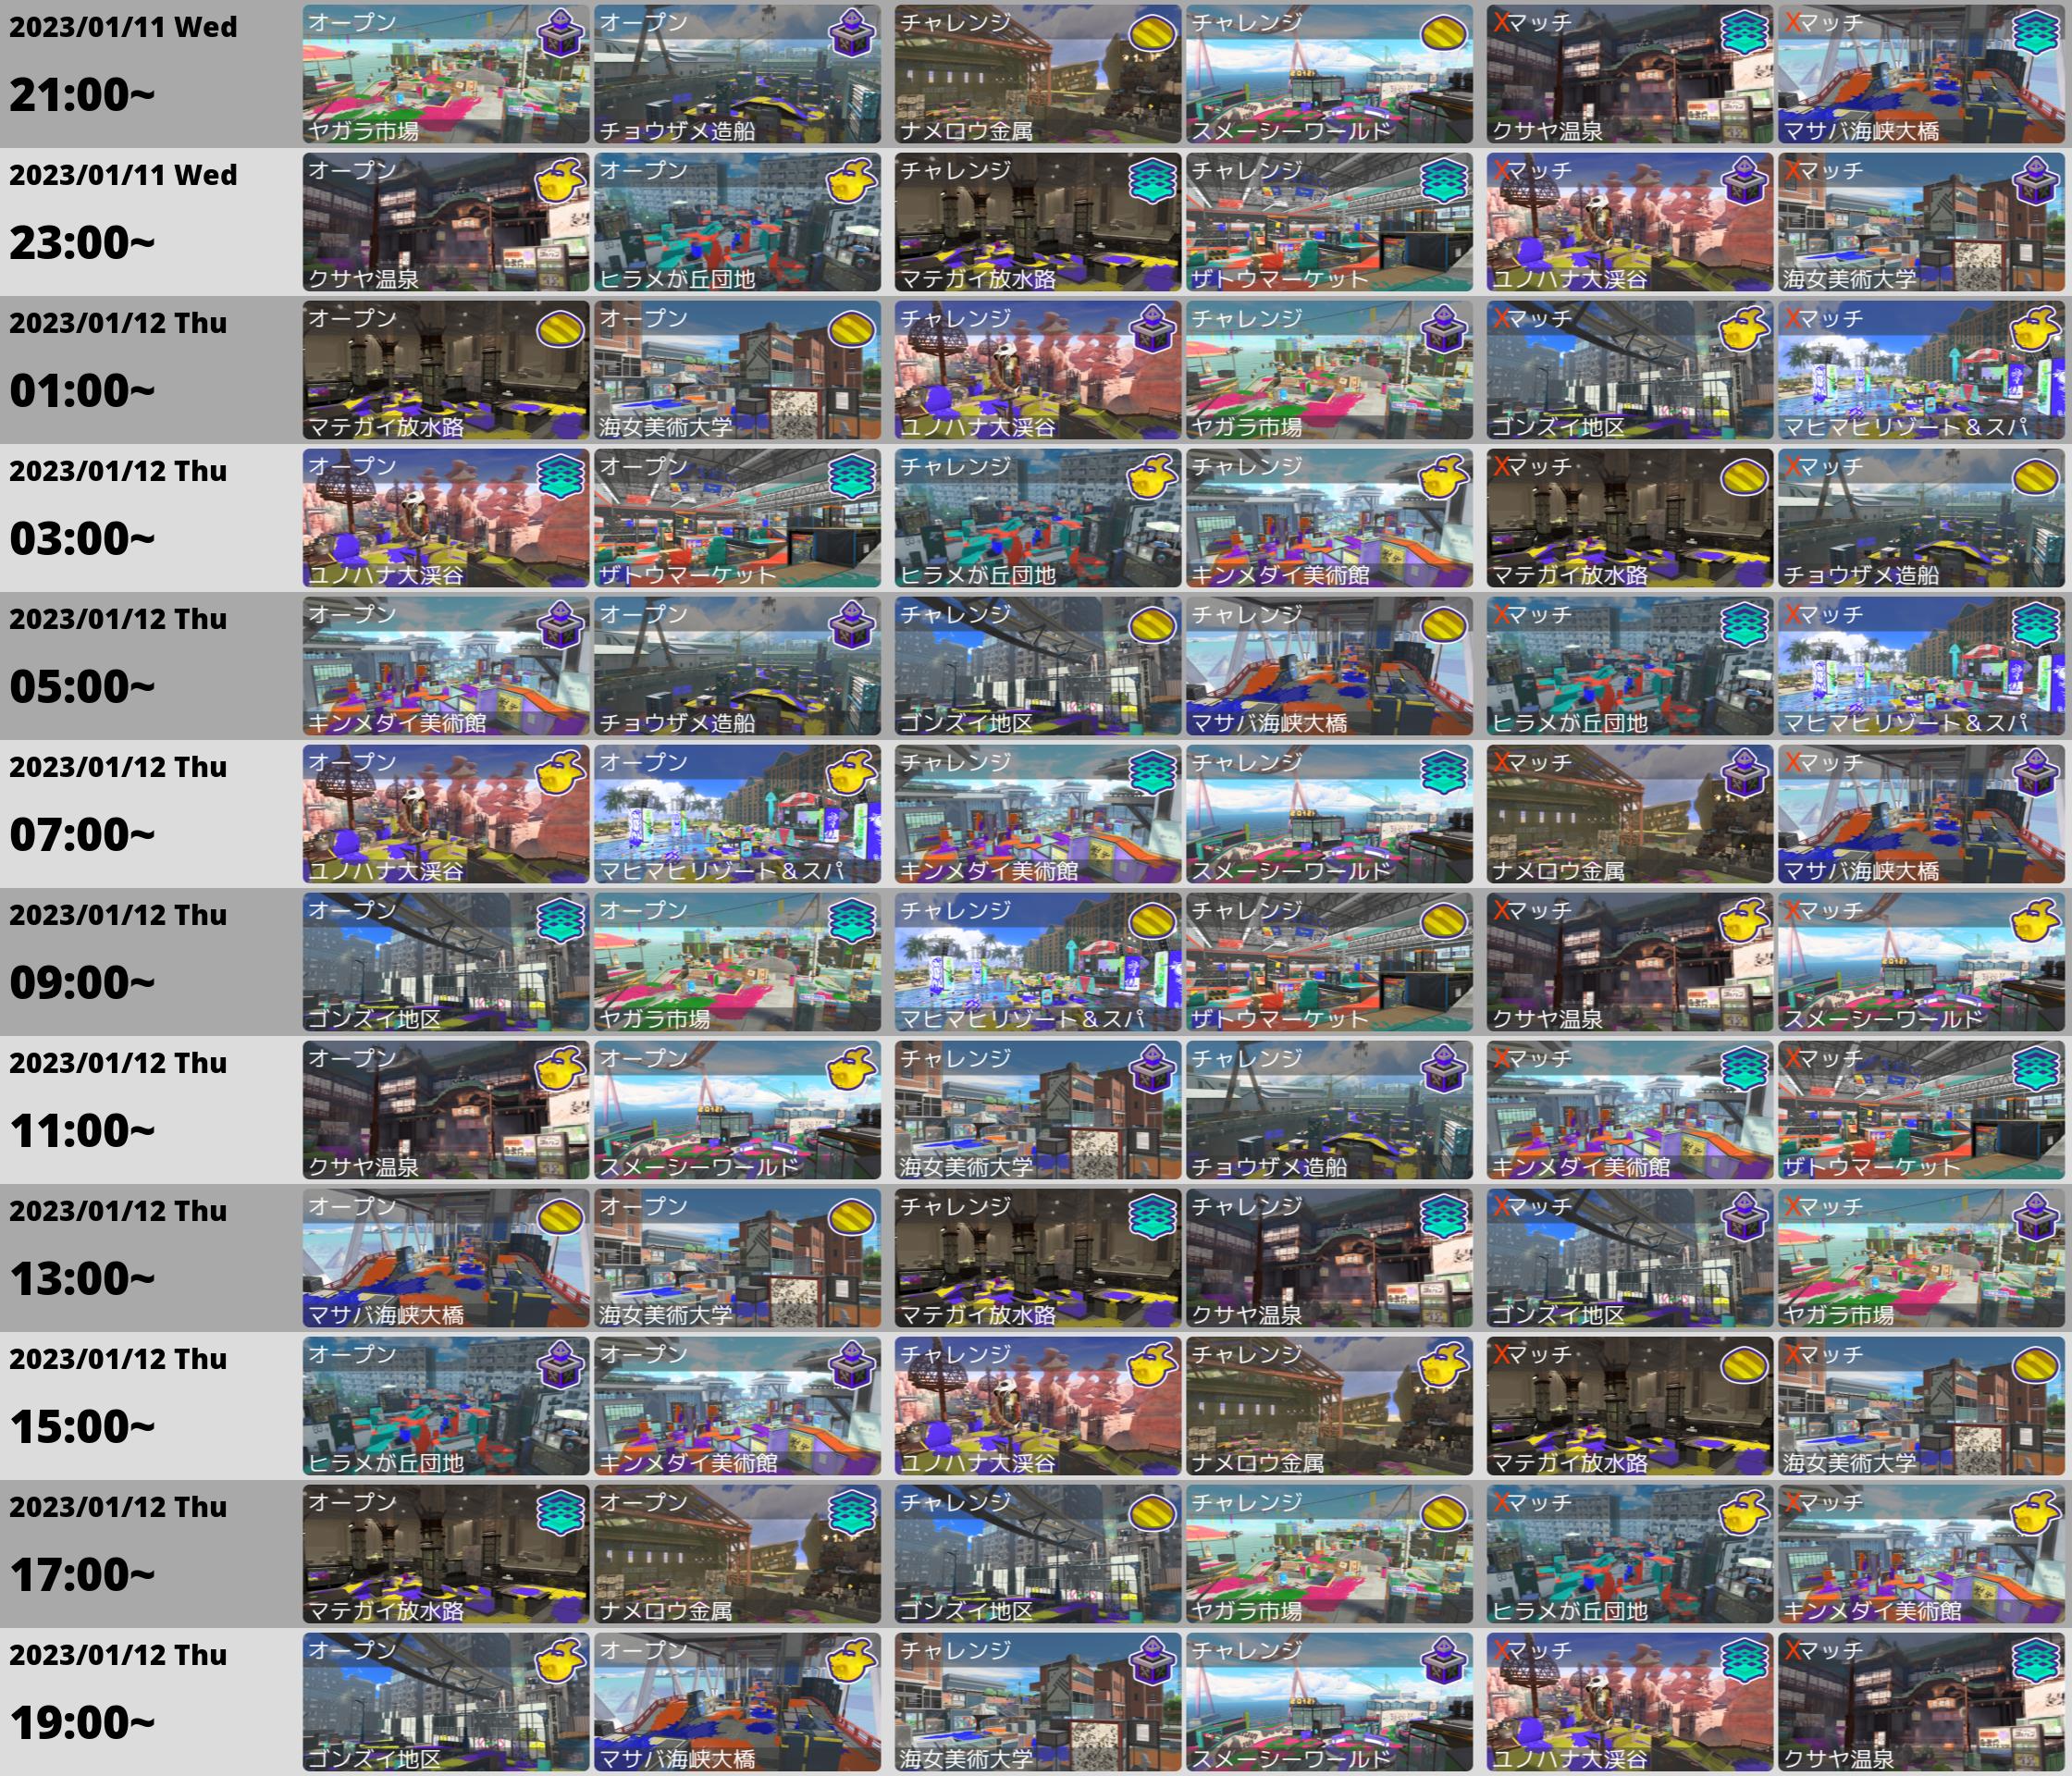 2023/01/11 Wed
21:00~
オープン オープン チャレンジ チャレンジ Xマッチ Xマッチ
ヤガラ市場 チョウザメ造船 ナメロウ金属 スメーシーワールド クサヤ温泉 マサバ海峡大橋
2023/01/11 Wed
23:00~
オープン オープン チャレンジ チャレンジ Xマッチ Xマッチ
クサヤ温泉 ヒラメが丘団地 マテガイ放水路 ザトウマーケット ユノハナ大渓谷 海女美術大学
2023/01/12 Thu
01:00~
オープン オープン チャレンジ チャレンジ Xマッチ Xマッチ
マテガイ放水路 海女美術大学 ユノハナ大渓谷 ヤガラ市場 ゴンズイ地区 マヒマヒリゾート＆スパ
2023/01/12 Thu
03:00~
オープン オープン チャレンジ チャレンジ Xマッチ Xマッチ
ユノハナ大渓谷 ザトウマーケット ヒラメが丘団地 キンメダイ美術館 マテガイ放水路 チョウザメ造船
2023/01/12 Thu
05:00~
オープン オープン チャレンジ チャレンジ Xマッチ Xマッチ
キンメダイ美術館 チョウザメ造船 ゴンズイ地区 マサバ海峡大橋 ヒラメが丘団地 マヒマヒリゾート＆スパ
2023/01/12 Thu
07:00~
オープン オープン チャレンジ チャレンジ Xマッチ Xマッチ
ユノハナ大渓谷 マヒマヒリゾート＆スパ キンメダイ美術館 スメーシーワールド ナメロウ金属 マサバ海峡大橋
2023/01/12 Thu
09:00~
オープン オープン チャレンジ チャレンジ Xマッチ Xマッチ
ゴンズイ地区 ヤガラ市場 マヒマヒリゾート＆スパ ザトウマーケット クサヤ温泉 スメーシーワールド
2023/01/12 Thu
11:00~
オープン オープン チャレンジ チャレンジ Xマッチ Xマッチ
クサヤ温泉 スメーシーワールド 海女美術大学 チョウザメ造船 キンメダイ美術館 ザトウマーケット
2023/01/12 Thu
13:00~
オープン オープン チャレンジ チャレンジ Xマッチ Xマッチ
マサバ海峡大橋 海女美術大学 マテガイ放水路 クサヤ温泉 ゴンズイ地区 ヤガラ市場
2023/01/12 Thu
15:00~
オープン オープン チャレンジ チャレンジ Xマッチ Xマッチ
ヒラメが丘団地 キンメダイ美術館 ユノハナ大渓谷 ナメロウ金属 マテガイ放水路 海女美術大学
2023/01/12 Thu
17:00~
オープン オープン チャレンジ チャレンジ Xマッチ Xマッチ
マテガイ放水路 ナメロウ金属 ゴンズイ地区 ヤガラ市場 ヒラメが丘団地 キンメダイ美術館
2023/01/12 Thu
19:00~
オープン オープン チャレンジ チャレンジ Xマッチ Xマッチ
ゴンズイ地区 マサバ海峡大橋 海女美術大学 スメーシーワールド ユノハナ大渓谷 クサヤ温泉